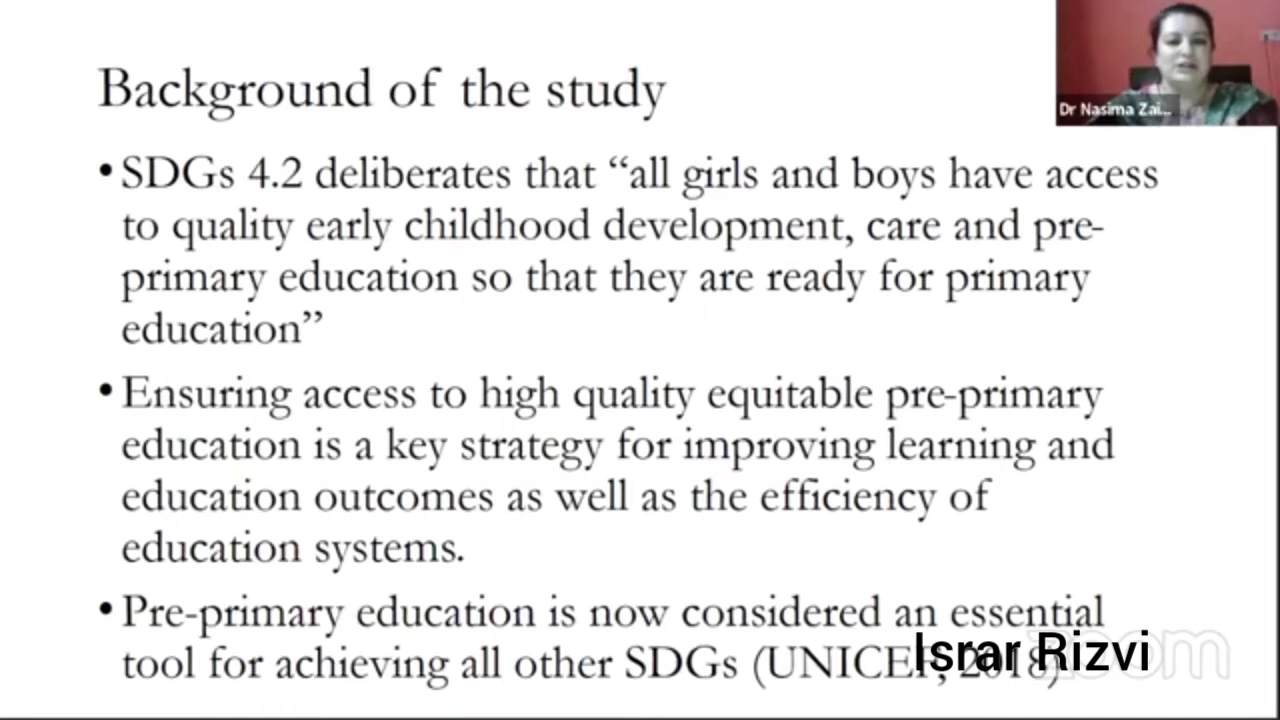 Background of the study
Dr Nasima Zai...
•SDGs 4.2 deliberates that “all girls and boys have access
to quality early childhood development, care and pre-
primary education so that they are ready for primary
education”
•Ensuring access to high quality equitable pre-primary
education is a key strategy for improving learning and
education outcomes as well as the efficiency of
education systems.
•Pre-primary education is now considered an essential
tool for achieving all other SDGs (UNICEF, 2018)
Israr Rizvi
zoom